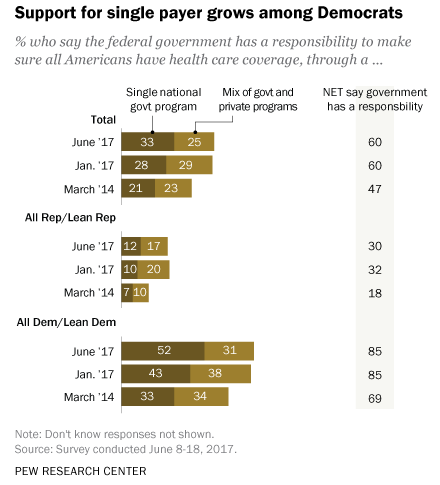 Support for single payer grows among Democrats
% who say the federal government has a responsibility to make
sure all Americans have health care coverage, through a ...
Single national govt program
Mix of govt and private programs
NET say government has a responsbility
Total
June '17 33 25 60
Jan. '17 28 29 60
March '14 21 23 47
All Rep/Lean Rep
June '17 12 17 30
Jan. '17 10 20 32
March '14 7 10 18
All Dem/Lean Dem
June '17 52 31 85
Jan. '17 43 38 85
March '14 33 34 69
Note: Don't know responses not shown.
Source: Survey conducted June 8-18, 2017.
PEW RESEARCH CENTER